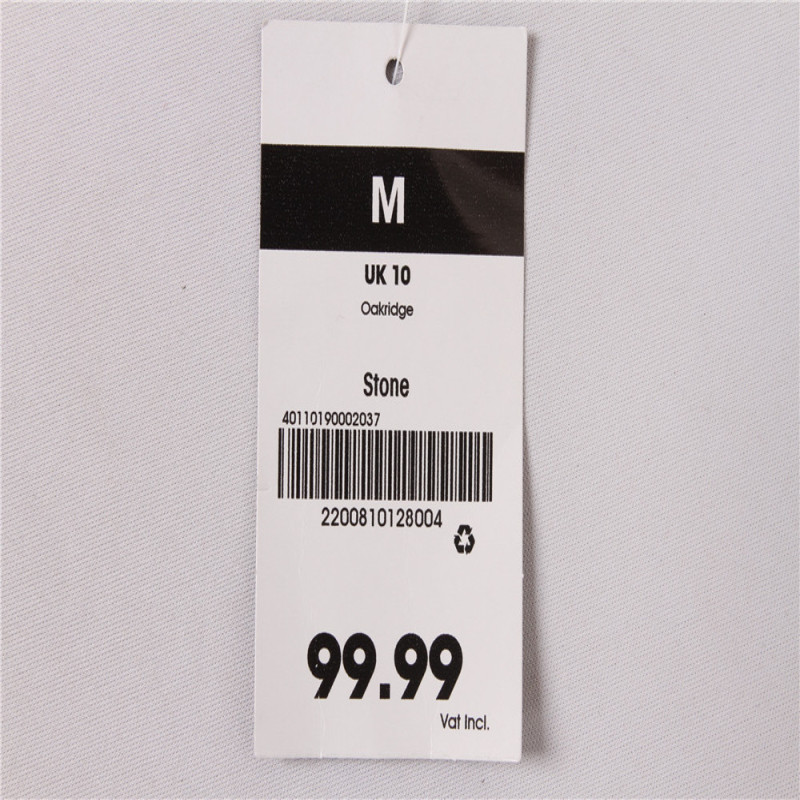 M
UK 10
Oakridge
Stone
40110190002037
2200810128004
99.99
Vat Incl.